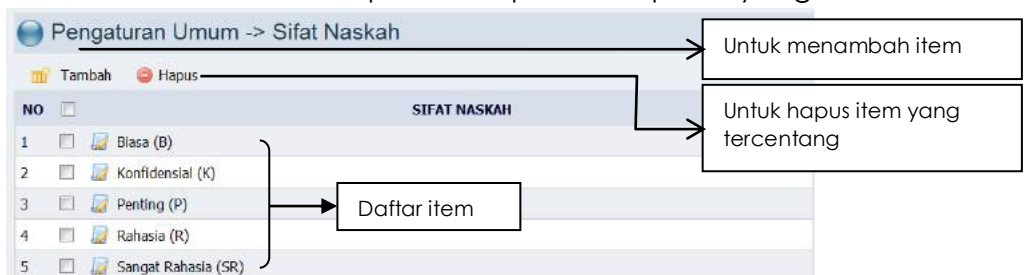 Pengaturan Umum -> Sifat Naskah
Untuk menambah item
Tambah Hapus
Untuk hapus item yang
tercentang
NO SIFAT NASKAH
1 Biasa (B)
2 Konfidensial (K)
3 Penting (P)
Daftar item
4 Rahasia (R)
5 Sangat Rahasia (SR)